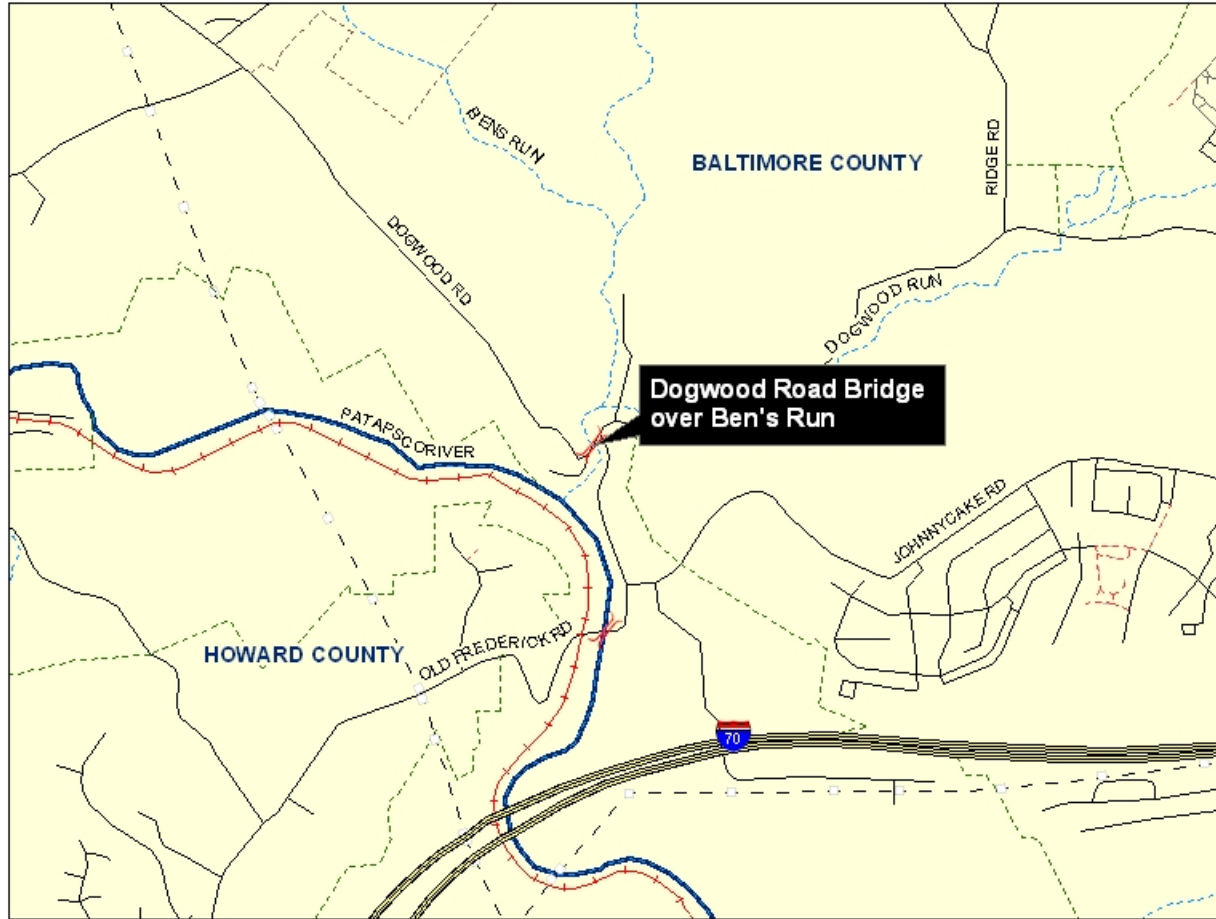 BENS RUN
BALTIMORE COUNTY
RIDGE RD
DOGWOOD RD
DOGWOOD RUN
Dogwood Road Bridge
over Ben's Run
PATAPSCO RIVER
JOHNNYCAKE RD
OLD FREDERICK RD
HOWARD COUNTY
70